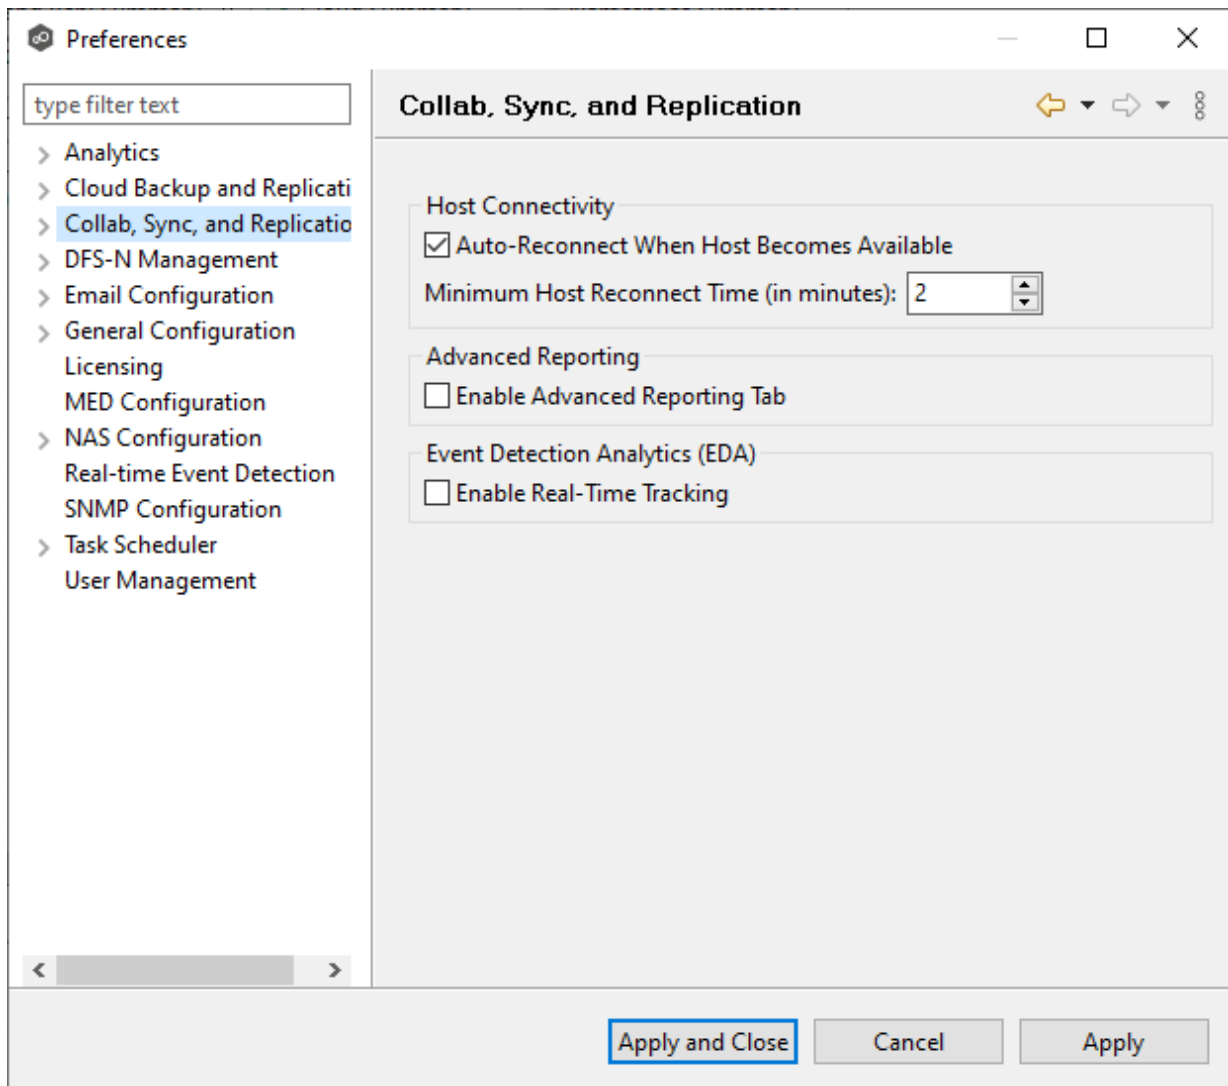 Preferences
type filter text
Analytics
Cloud Backup and Replicati
Collab, Sync, and Replicatio
DFS-N Management
Email Configuration
General Configuration
Licensing
MED Configuration
NAS Configuration
Real-time Event Detection
SNMP Configuration
Task Scheduler
User Management
Collab, Sync, and Replication
Host Connectivity
Auto-Reconnect When Host Becomes Available
Minimum Host Reconnect Time (in minutes): 2
Advanced Reporting
Enable Advanced Reporting Tab
Event Detection Analytics (EDA)
Enable Real-Time Tracking
Apply and Close
Cancel
Apply